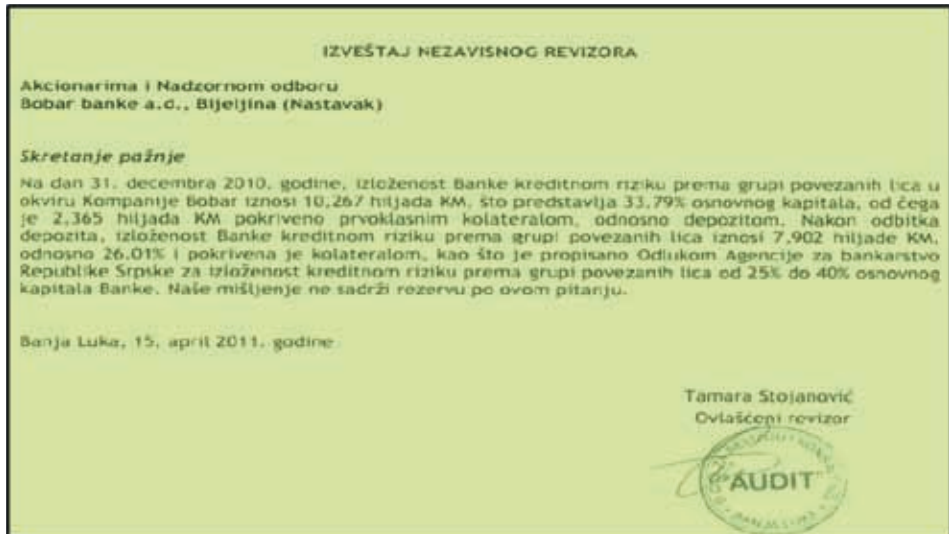 IZVEŠTAJ NEZAVISNOG REVIZORA
Akcionarima i Nadzornom odboru
Bobar banke a.d., Bijeljina (Nastavak)
Skretanje pažnje
Na dan 31. decembra 2010. godine, izloženost Banke kreditnom riziku prema grupi povezanih lica u
okviru Kompanije Bobar iznosi 10,267 hiljada KM, što predstavlja 33,79% osnovnog kapitala, od čega
je 2,365 hiljada KM pokriveno prvoklasnim kolateralom, odnosno depozitom. Nakon odbitka
depozita, izloženost Banke kreditnom riziku prema grupi povezanih lica iznosi 7,902 hiljade KM,
odnosno 26,01% i pokrivena je kolateralom, kao što je propisano Odlukom Agencije za bankarstvo
Republike Srpske za izloženost kreditnom riziku prema grupi povezanih lica od 25% do 40% osnovnog
kapitala Banke. Naše mišljenje ne sadrži rezervu po ovom pitanju.
Banja Luka, 15. april 2011. godine
Tamara Stojanović
Ovlašćeni revizor
"AUDIT"
BANJA LUKA